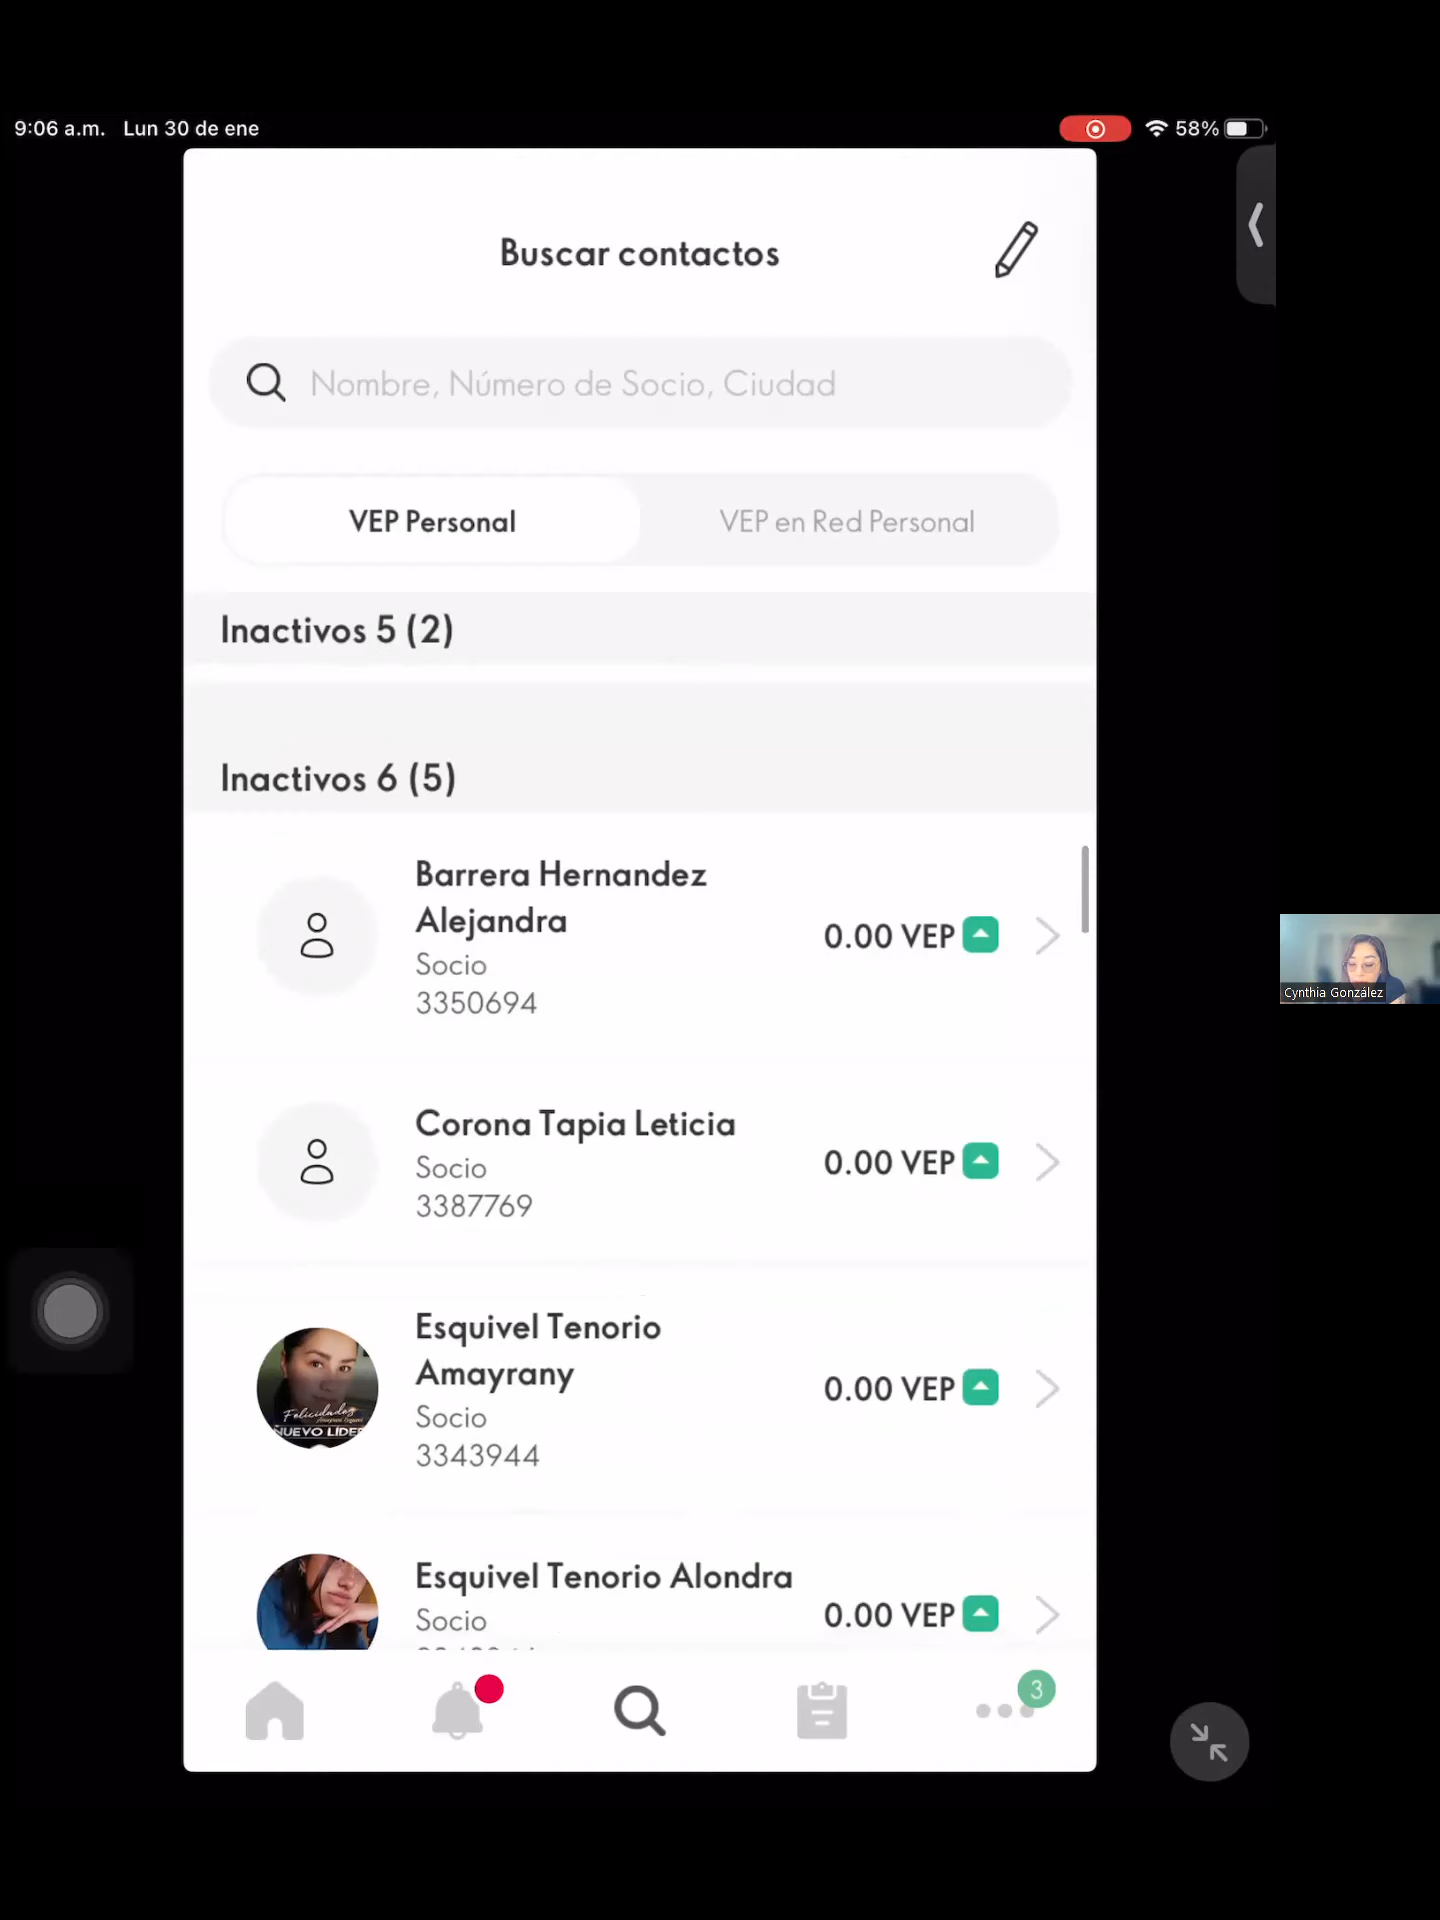 9:06 a.m. Lun 30 de ene
58%
Buscar contactos
Nombre, Número de Socio, Ciudad
VEP Personal
VEP en Red Personal
Inactivos 5 (2)
Inactivos 6 (5)
Barrera Hernandez
Alejandra
Socio
3350694
0.00 VEP
Corona Tapia Leticia
Socio
3387769
0.00 VEP
Esquivel Tenorio
Amayrany
Socio
3343944
0.00 VEP
Felicidades
NUEVO LÍDER
Esquivel Tenorio Alondra
Socio
0.00 VEP
3
Cynthia González